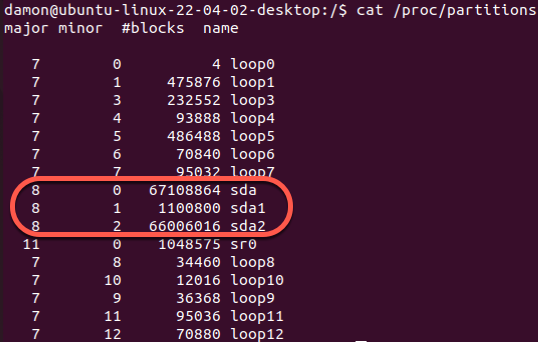 damon@ubuntu-linux-22-04-02-desktop:/$ cat /proc/partitions
major minor  #blocks  name
7        0          4 loop0
7        1     475876 loop1
7        3     232552 loop3
7        4      93888 loop4
7        5     486488 loop5
7        6      70840 loop6
7        7      95032 loop7
8        0   67108864 sda
8        1    1100800 sda1
8        2   66006016 sda2
11        0    1048575 sr0
7        8      34460 loop8
7       10      12016 loop10
7        9      36368 loop9
7       11      95036 loop11
7       12      70880 loop12